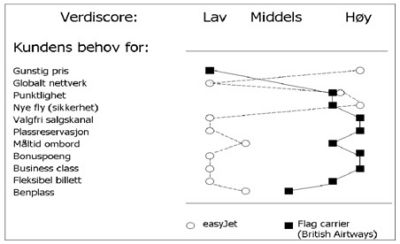 Verdiscore: Lav Middels Høy
Kundens behov for:
Gunstig pris
Globalt nettverk
Punktlighet
Nye fly (sikkerhet)
Valgfri salgskanal
Plassreservasjon
Måltid ombord
Bonuspoeng
Business class
Fleksibel billett
Benplass
easyJet Flag carrier
(British Airways)